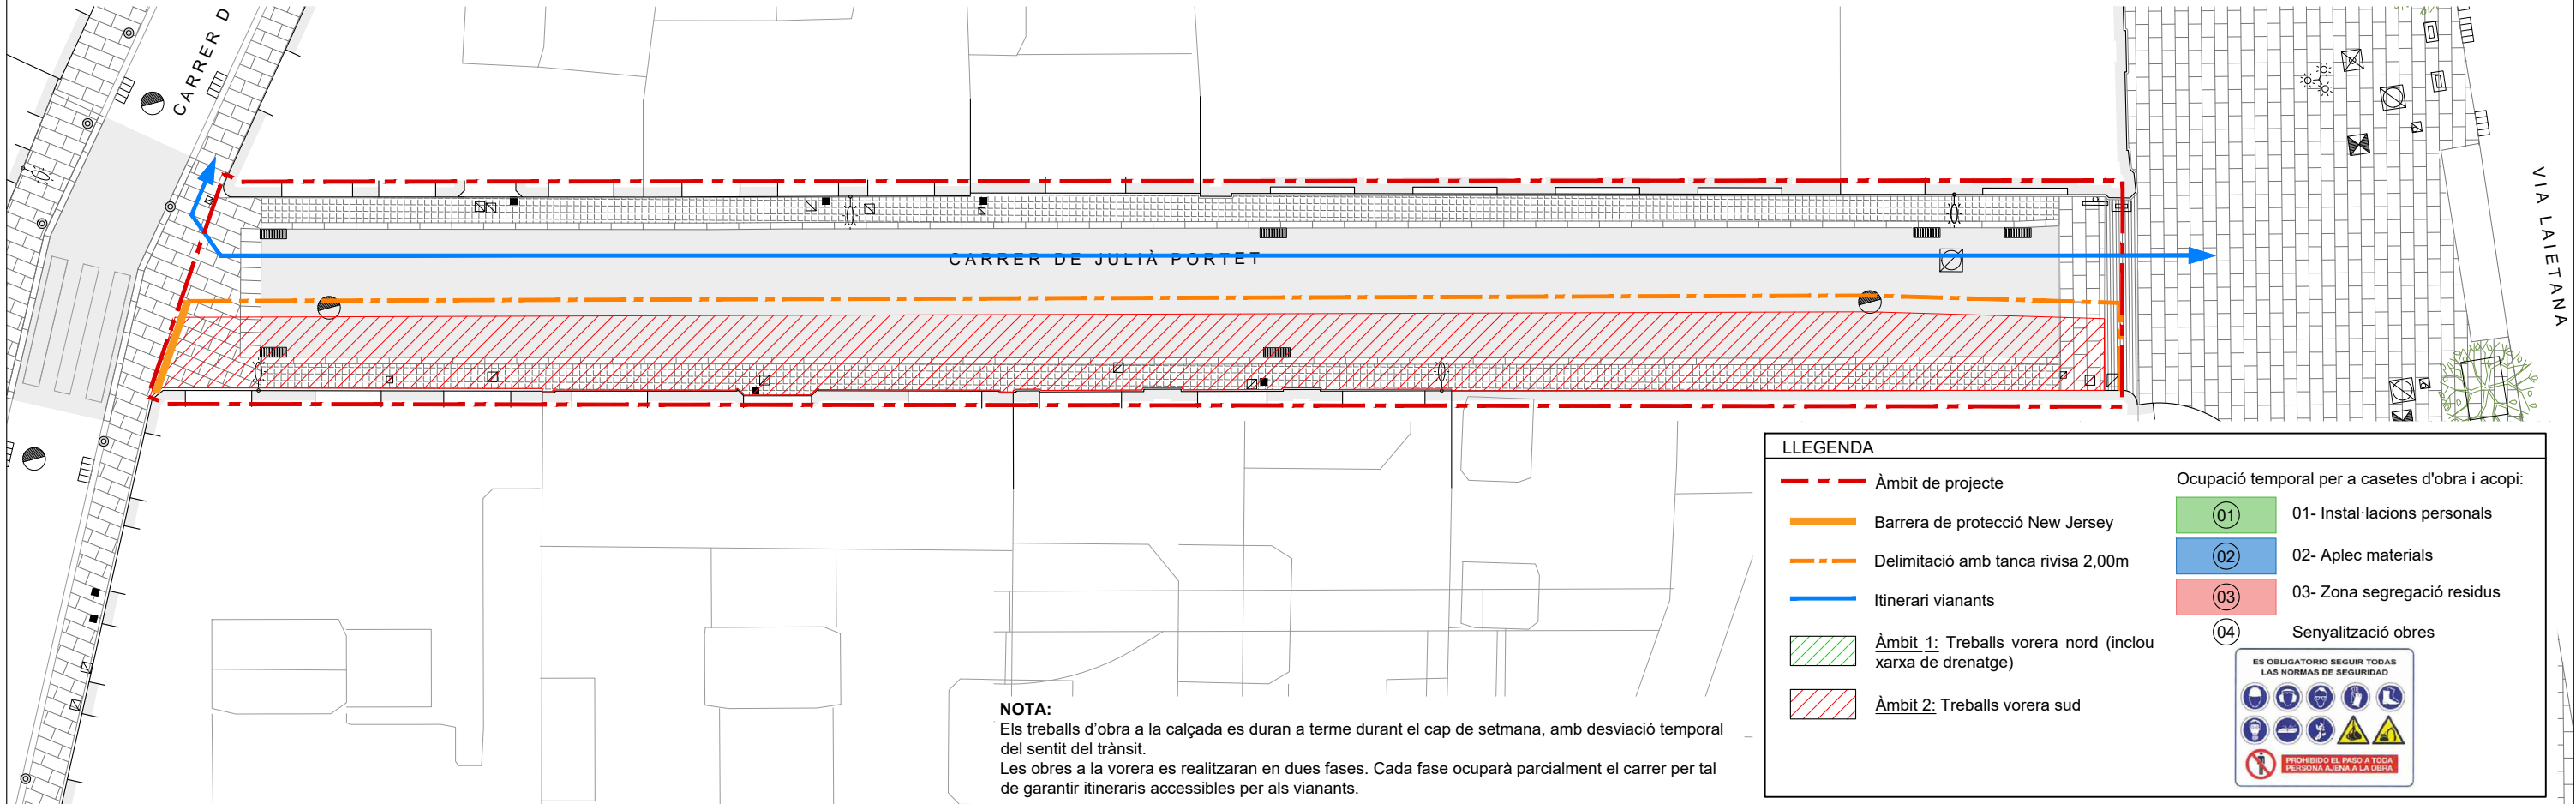 CARRER D
CARRER DE JULIÀ PORTET
VIA LAIETANA
LLEGENDA
Àmbit de projecte
Barrera de protecció New Jersey
Delimitació amb tanca rivisa 2,00m
Itinerari vianants
Àmbit 1: Treballs vorera nord (inclou
xarxa de drenatge)
Àmbit 2: Treballs vorera sud
Ocupació temporal per a casetes d'obra i acopi:
01 01- Instal·lacions personals
02 02- Aplec materials
03 03- Zona segregació residus
04 Senyalització obres
ES OBLIGATORIO SEGUIR TODAS
LAS NORMAS DE SEGURIDAD
PROHIBIDO EL PASO A TODA
PERSONA AJENA A LA OBRA
NOTA:
Els treballs d'obra a la calçada es duran a terme durant el cap de setmana, amb desviació temporal
del sentit del trànsit.
Les obres a la vorera es realitzaran en dues fases. Cada fase ocuparà parcialment el carrer per tal
de garantir itineraris accessibles per als vianants.